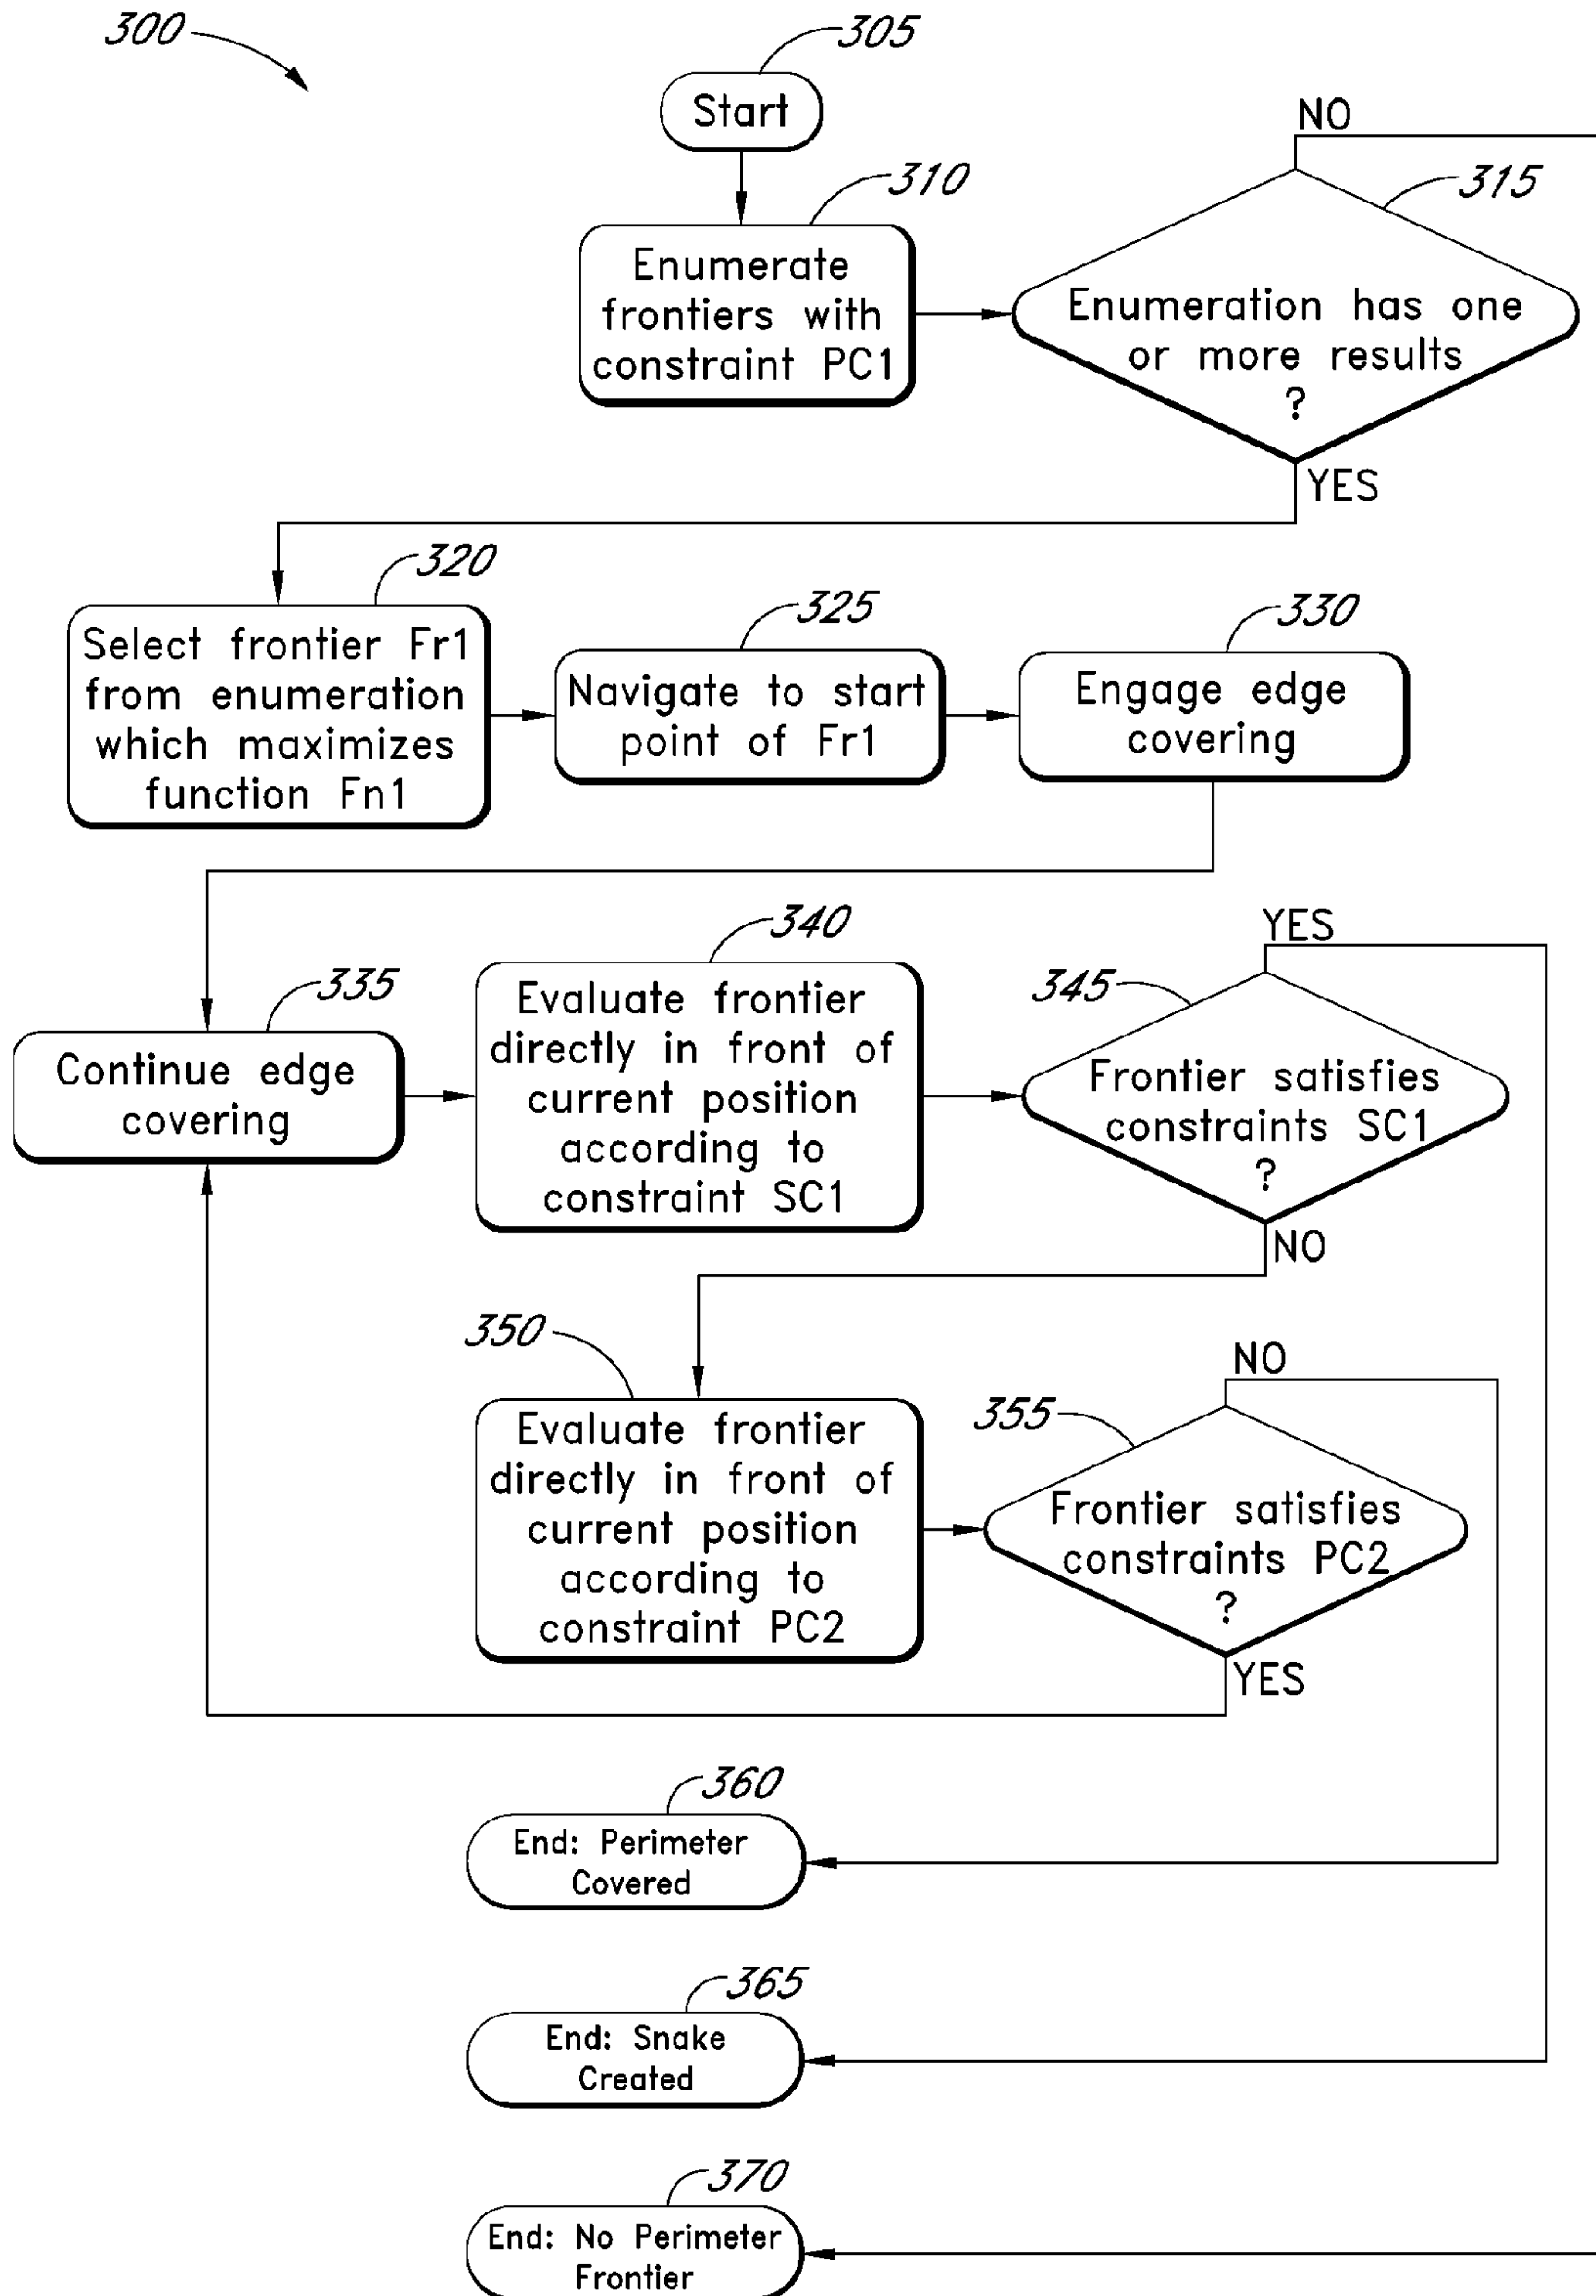 300
305
Start
NO
310
315
Enumerate
frontiers with
constraint PC1
Enumeration has one
or more results
?
YES
320
325
330
Select frontier Fr1
from enumeration
which maximizes
function Fn1
Navigate to start
point of Fr1
Engage edge
covering
335
340
YES
345
Continue edge
covering
Evaluate frontier
directly in front of
current position
according to
constraint SC1
Frontier satisfies
constraints SC1
?
NO
350
NO
355
Evaluate frontier
directly in front of
current position
according to
constraint PC2
Frontier satisfies
constraints PC2
?
YES
360
End: Perimeter
Covered
365
End: Snake
Created
370
End: No Perimeter
Frontier